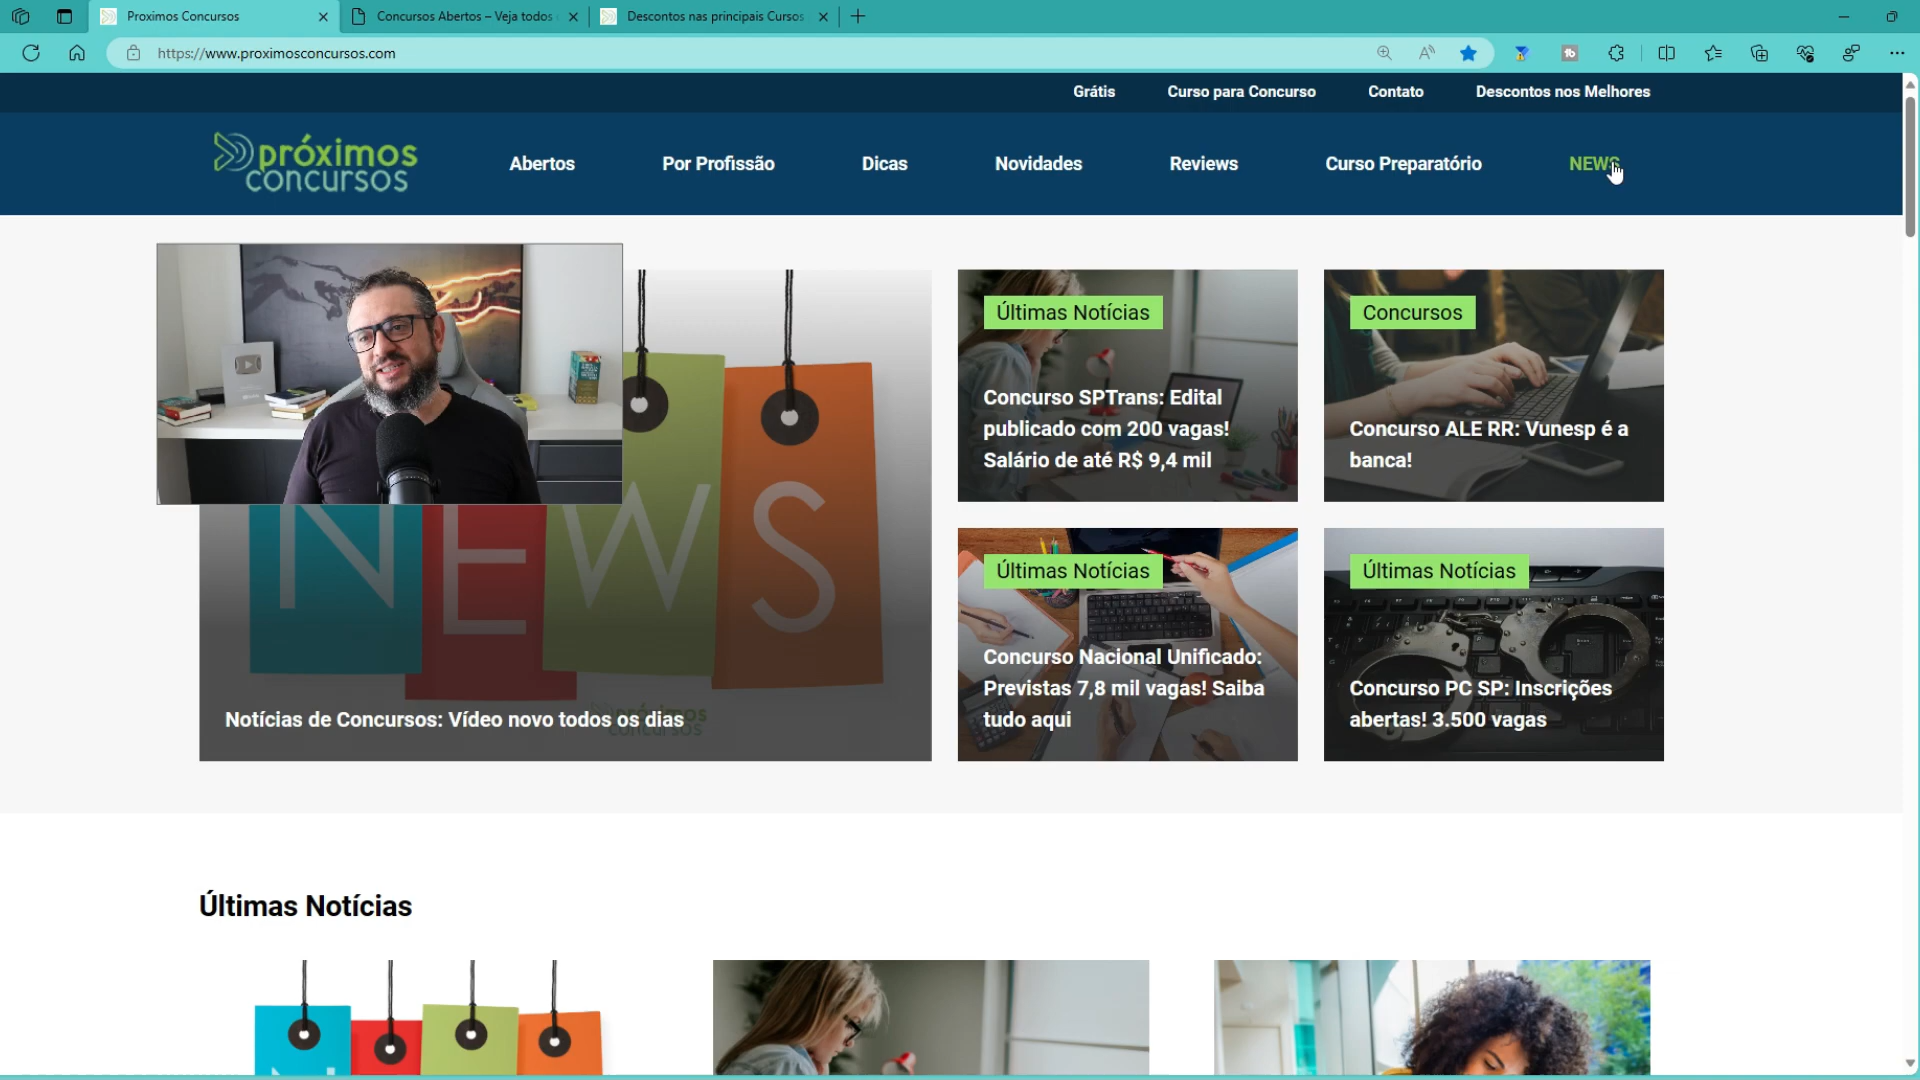 Proximos Concursos
Concursos Abertos – Veja todos
Descontos nas principais Cursos
https://www.proximosconcursos.com
Grátis
Curso para Concurso
Contato
Descontos nos Melhores
próximos
concursos
Abertos
Por Profissão
Dicas
Novidades
Reviews
Curso Preparatório
NEWS
NEWS
próximos
concursos
Notícias de Concursos: Vídeo novo todos os dias
Últimas Notícias
Concurso SPTrans: Edital
publicado com 200 vagas!
Salário de até R$ 9,4 mil
Concursos
Concurso ALE RR: Vunesp é a
banca!
Últimas Notícias
Concurso Nacional Unificado:
Previstas 7,8 mil vagas! Saiba
tudo aqui
Últimas Notícias
Concurso PC SP: Inscrições
abertas! 3.500 vagas
Últimas Notícias